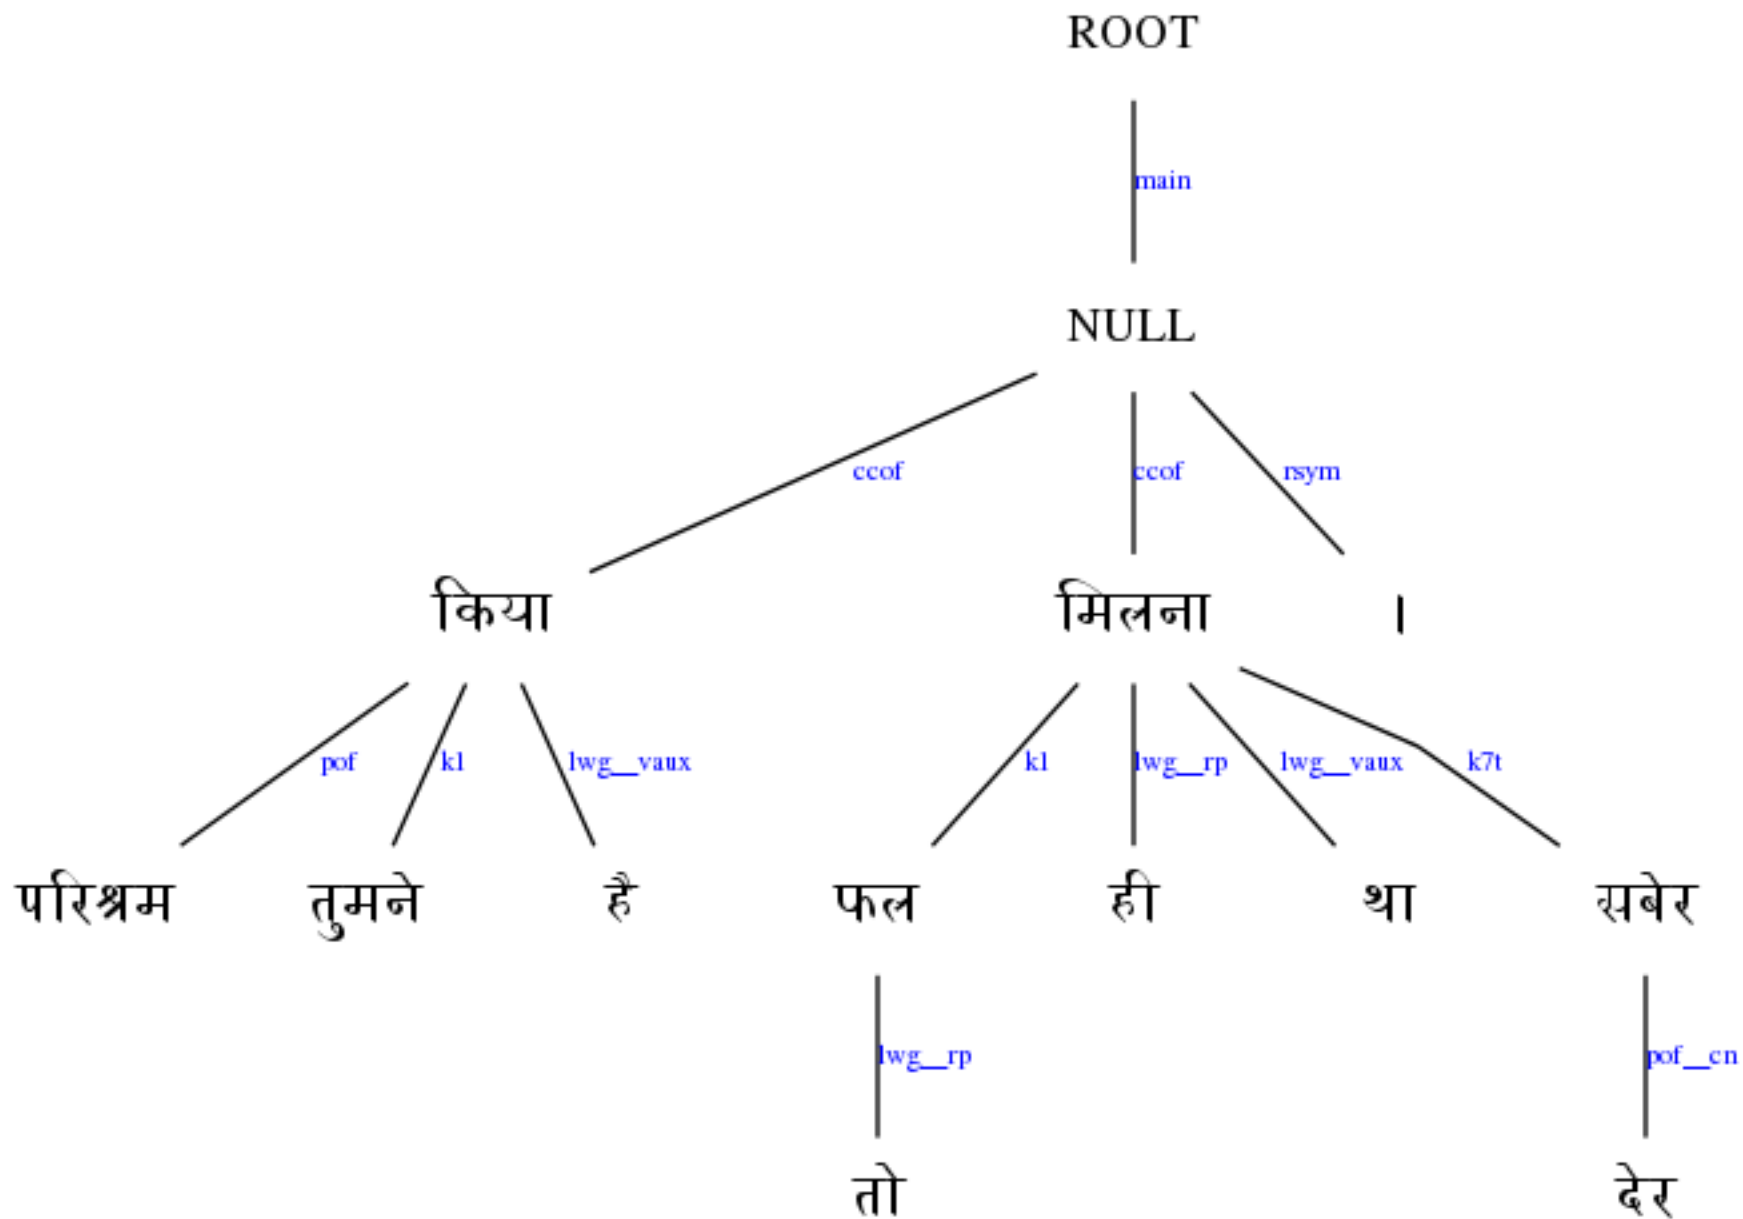 ROOT
main
NULL
ccof ccof rsym
किया मिलना ।
pof k1 lwg__vaux k1 lwg__rp lwg__vaux k7t
परिश्रम तुमने है फल ही था सबेर
lwg__rp pof__cn
तो देर